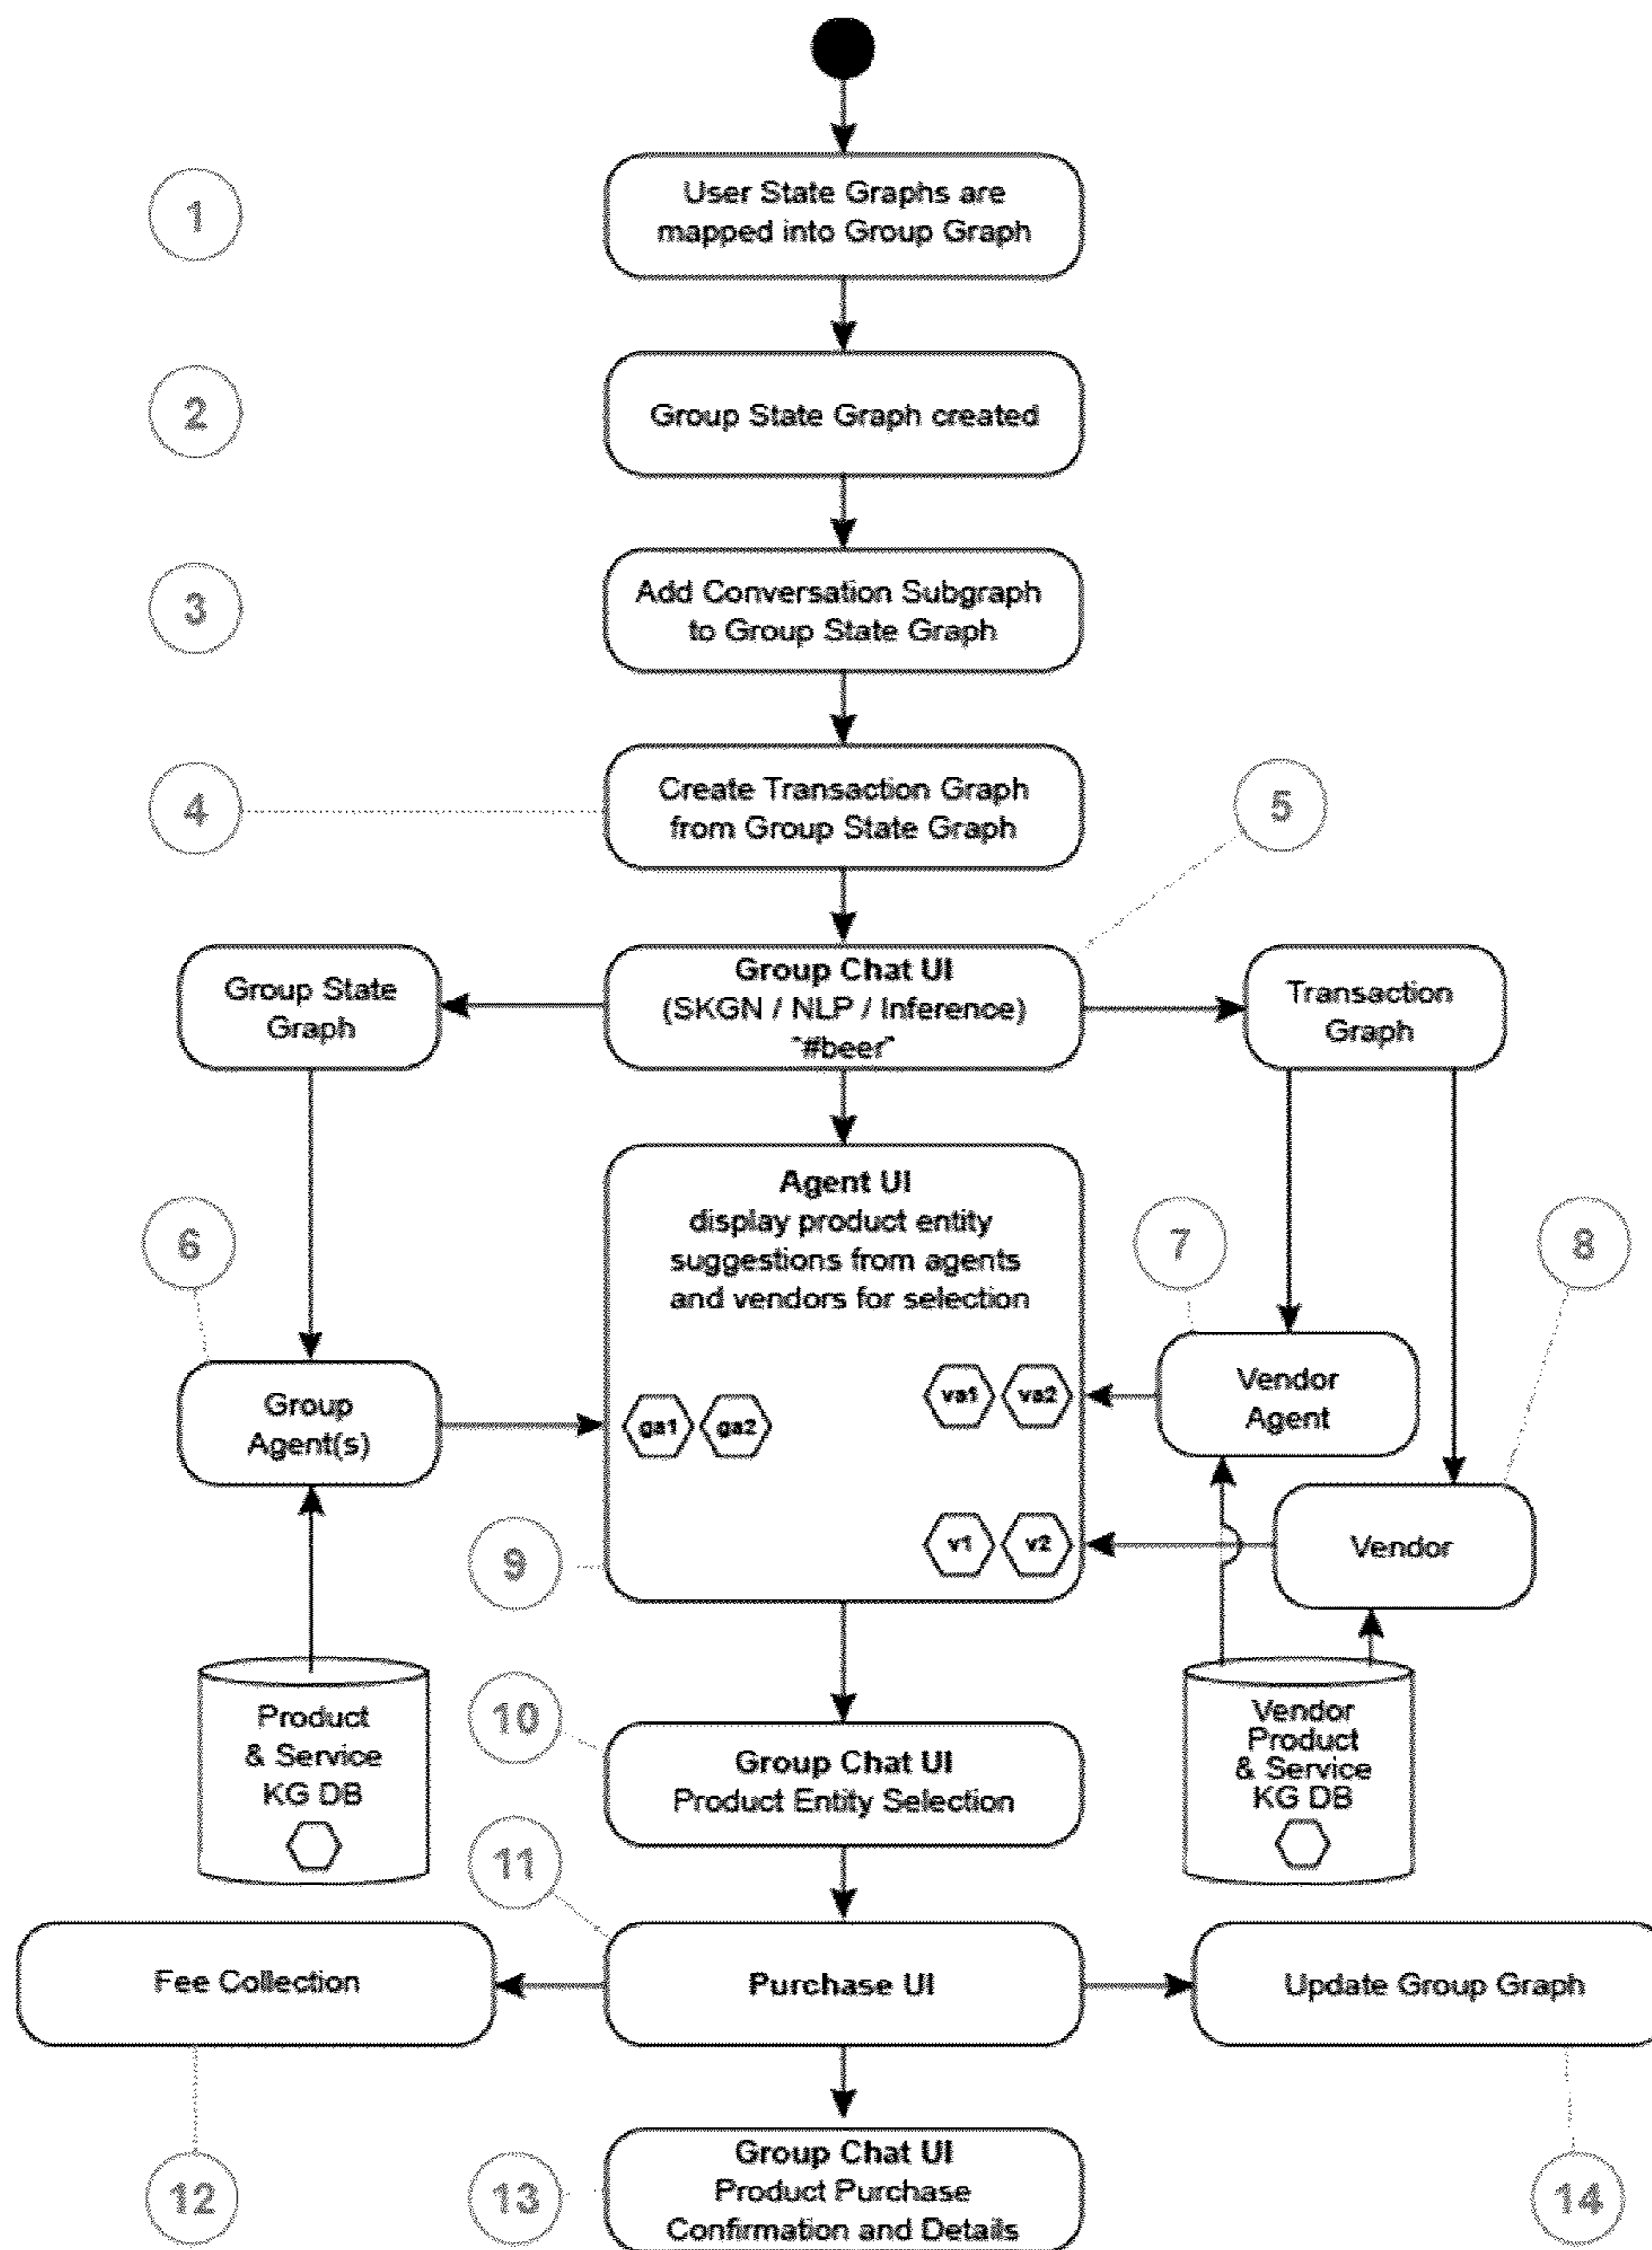 1
User State Graphs are
mapped into Group Graph
2
Group State Graph created
3
Add Conversation Subgraph
to Group State Graph
4
Create Transaction Graph
from Group State Graph
5
Group State
Graph
Group Chat UI
(SKGN / NLP / Inference)
"#beer"
Transaction
Graph
Agent UI
display product entity
suggestions from agents
and vendors for selection
6
7
8
Group
Agent(s)
ga1
ga2
va1
va2
Vendor
Agent
9
v1
v2
Vendor
Product
& Service
KG DB
10
Group Chat UI
Product Entity Selection
Vendor
Product
& Service
KG DB
11
Fee Collection
Purchase UI
Update Group Graph
12
13
Group Chat UI
Product Purchase
Confirmation and Details
14